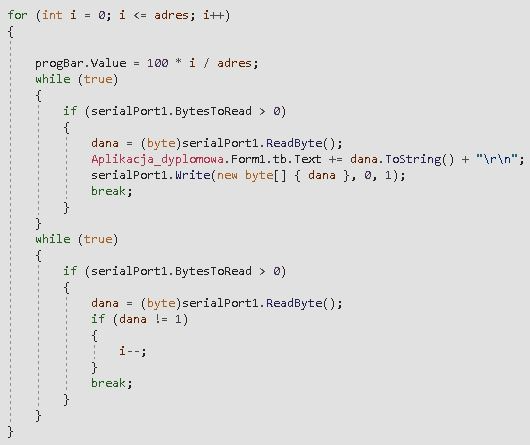 for (int i = 0; i <= adres; i++)
{
progBar.Value = 100 * i / adres;
while (true)
{
if (serialPort1.BytesToRead > 0)
{
dana = (byte)serialPort1.ReadByte();
Aplikacja_dyplomowa.Form1.tb.Text += dana.ToString() + "\r\n";
serialPort1.Write(new byte[] { dana }, 0, 1);
break;
}
}
while (true)
{
if (serialPort1.BytesToRead > 0)
{
dana = (byte)serialPort1.ReadByte();
if (dana != 1)
{
i--;
}
break;
}
}
}